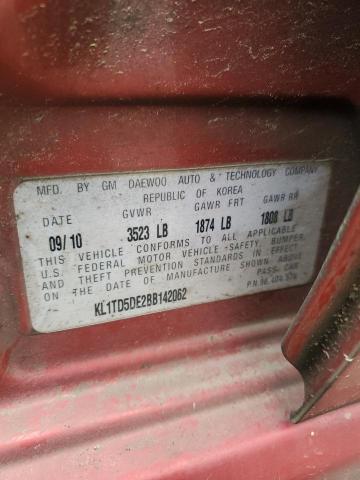 MFD. BY GM DAEWOO AUTO & TECHNOLOGY COMPANY
REPUBLIC OF KOREA
DATE GVWR GAWR FRT GAWR RR
09/10 3523 LB 1874 LB 1808 LB
THIS VEHICLE CONFORMS TO ALL APPLICABLE
U.S. FEDERAL MOTOR VEHICLE SAFETY, BUMPER,
AND THEFT PREVENTION STANDARDS IN EFFECT
ON THE DATE OF MANUFACTURE SHOWN ABOVE
PASS. CAR
KL1TD5DE2BB142062
P.N. 96 404